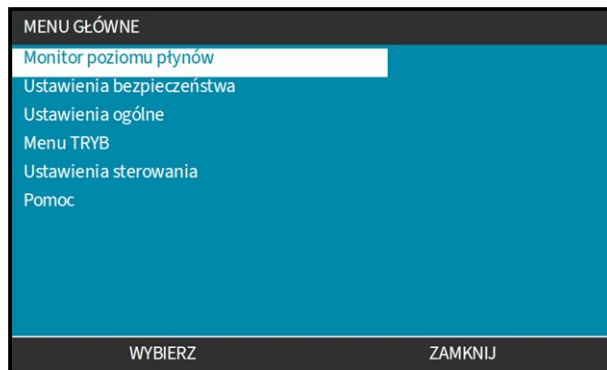 MENU GŁÓWNE
Monitor poziomu płynów
Ustawienia bezpieczeństwa
Ustawienia ogólne
Menu TRYB
Ustawienia sterowania
Pomoc
WYBIERZ ZAMKNIJ